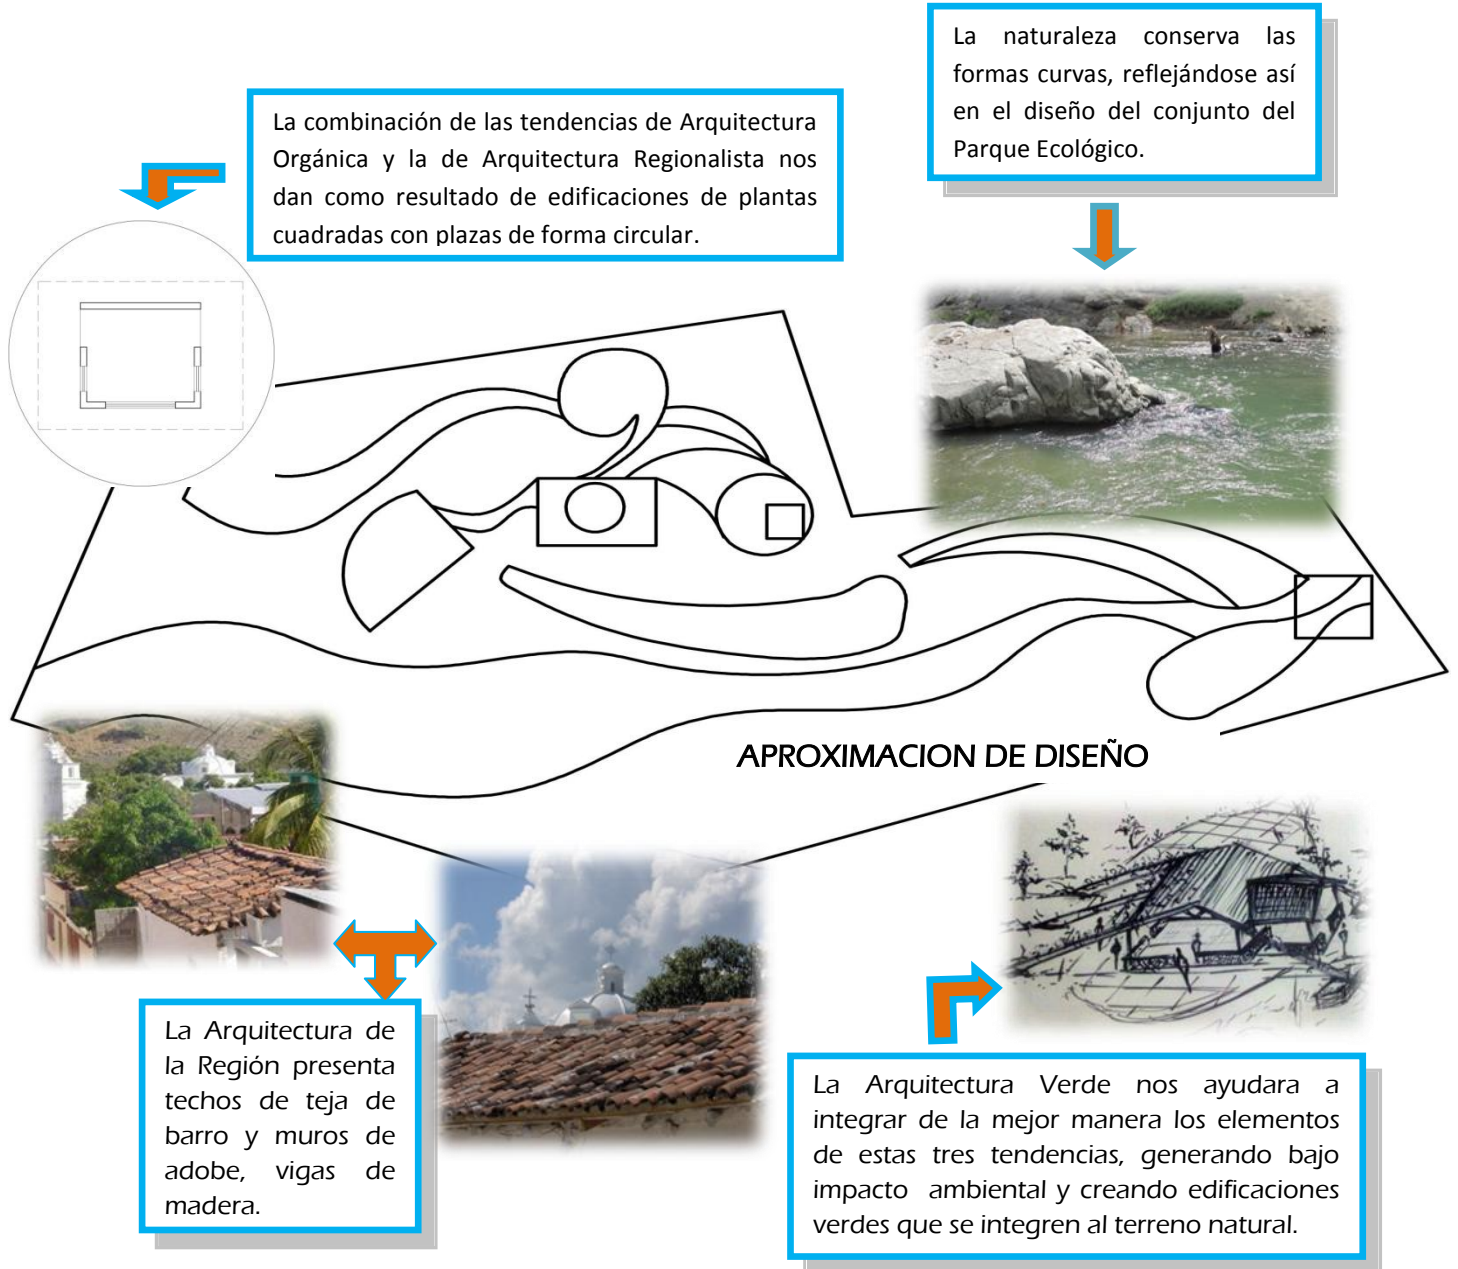 La naturaleza conserva las
formas curvas, reflejándose así
en el diseño del conjunto del
Parque Ecológico.
La combinación de las tendencias de Arquitectura
Orgánica y la de Arquitectura Regionalista nos
dan como resultado de edificaciones de plantas
cuadradas con plazas de forma circular.
APROXIMACION DE DISEÑO
La Arquitectura de
la Región presenta
techos de teja de
barro y muros de
adobe, vigas de
madera.
La Arquitectura Verde nos ayudara a
integrar de la mejor manera los elementos
de estas tres tendencias, generando bajo
impacto ambiental y creando edificaciones
verdes que se integren al terreno natural.